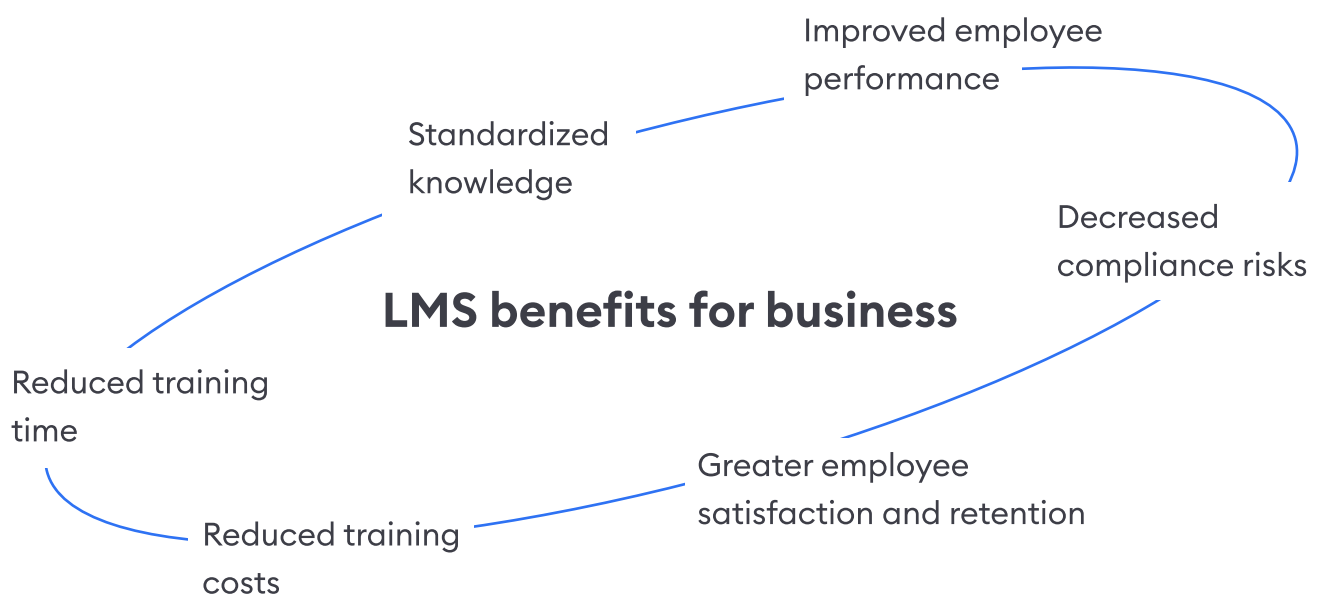 Improved employee
performance
Standardized
knowledge
Decreased
compliance risks
LMS benefits for business
Reduced training
time
Greater employee
satisfaction and retention
Reduced training
costs